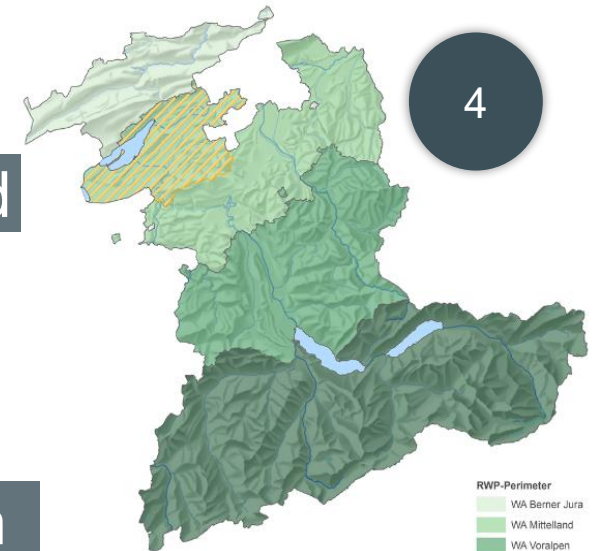 4
d
n
RWP-Perimeter
WA Berner Jura
WA Mittelland
WA Voralpen